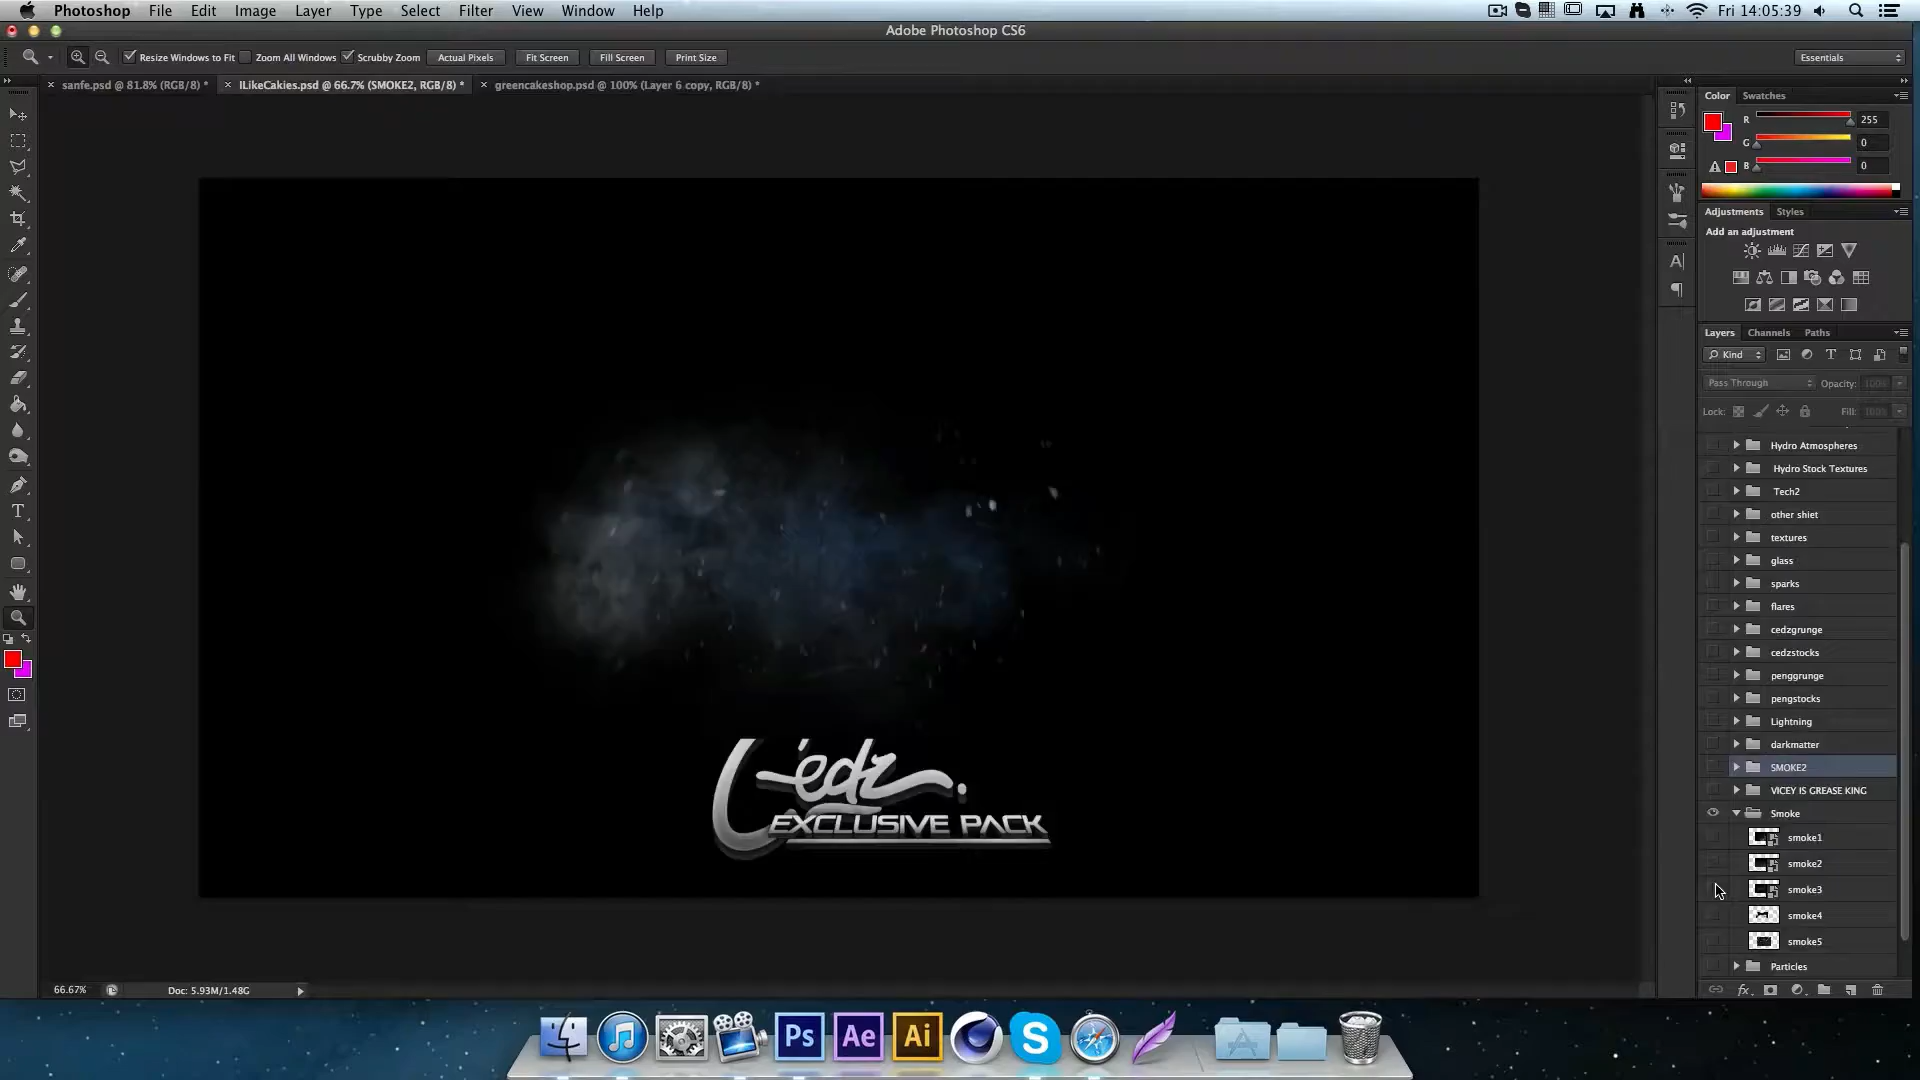 Photoshop File Edit Image Layer Type Select Filter View Window Help Fri 14:05:39
Adobe Photoshop CS6
Resize Windows to Fit Zoom All Windows Scrubby Zoom Actual Pixels Fit Screen Fill Screen Print Size Essentials
sanfe.psd @ 81.8% (RGB/8) * ILikeCakies.psd @ 66.7% (SMOKE2, RGB/8) * greencakeshop.psd @ 100% (Layer 6 copy, RGB/8) *
Color Swatches
R 255
G 0
B 0
Adjustments Styles
Add an adjustment
Layers Channels Paths
Kind
Pass Through Opacity: 100%
Lock: Fill: 100%
Hydro Atmospheres
Hydro Stock Textures
Tech2
other shiet
textures
glass
sparks
flares
cedzgrunge
cedzstocks
penggrunge
pengstocks
Lightning
darkmatter
SMOKE2
VICEY IS GREASE KING
Smoke
smoke1
smoke2
smoke3
smoke4
smoke5
Particles
fx
Cedz.
EXCLUSIVE PACK
66.67% Doc: 5.93M/1.48G
Ps Ae Ai S